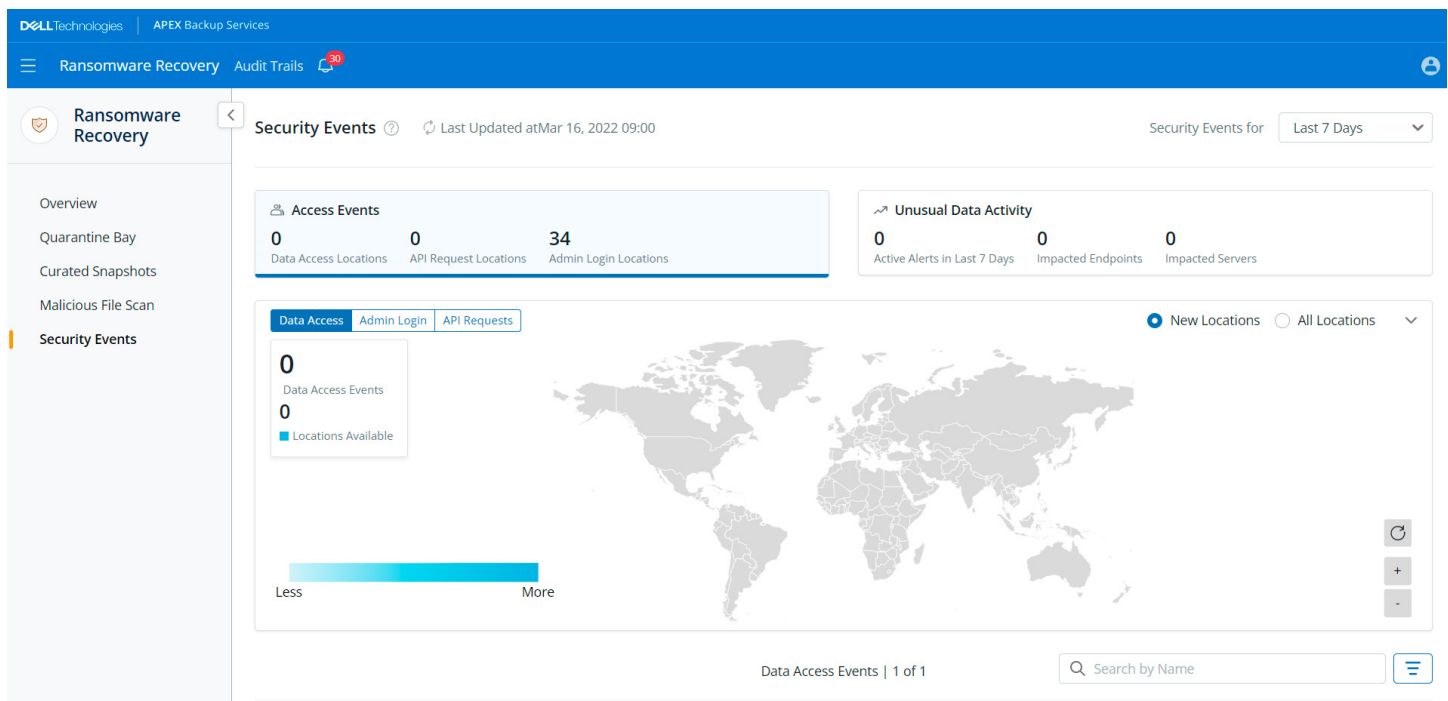 DELLTechnologies APEX Backup Services
Ransomware Recovery Audit Trails 30
Ransomware
Recovery
Overview
Quarantine Bay
Curated Snapshots
Malicious File Scan
Security Events
Security Events ? Last Updated atMar 16, 2022 09:00 Security Events for Last 7 Days
Access Events
0 0 34
Data Access Locations API Request Locations Admin Login Locations
Unusual Data Activity
0 0 0
Active Alerts in Last 7 Days Impacted Endpoints Impacted Servers
Data Access Admin Login API Requests New Locations All Locations
0
Data Access Events
0
Locations Available
Less More
+
-
Data Access Events | 1 of 1 Search by Name